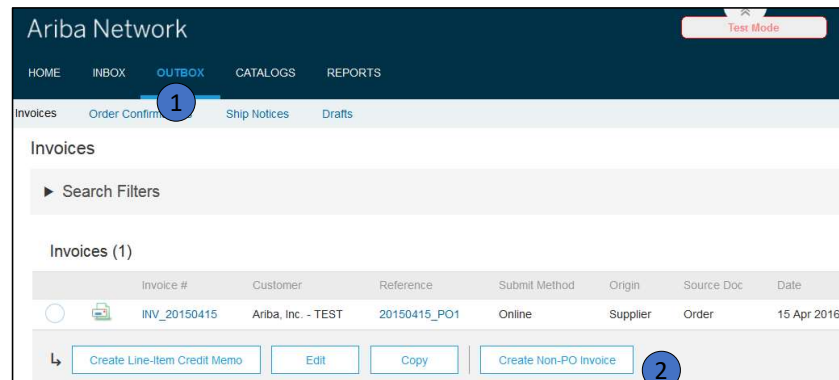 Ariba Network
Test Mode
HOME INBOX OUTBOX CATALOGS REPORTS
1
Invoices Order Confirm Ship Notices Drafts
Invoices
► Search Filters
Invoices (1)
Invoice # Customer Reference Submit Method Origin Source Doc Date
INV_20150415 Ariba, Inc. - TEST 20150415_PO1 Online Supplier Order 15 Apr 2016
Create Line-Item Credit Memo Edit Copy Create Non-PO Invoice
2